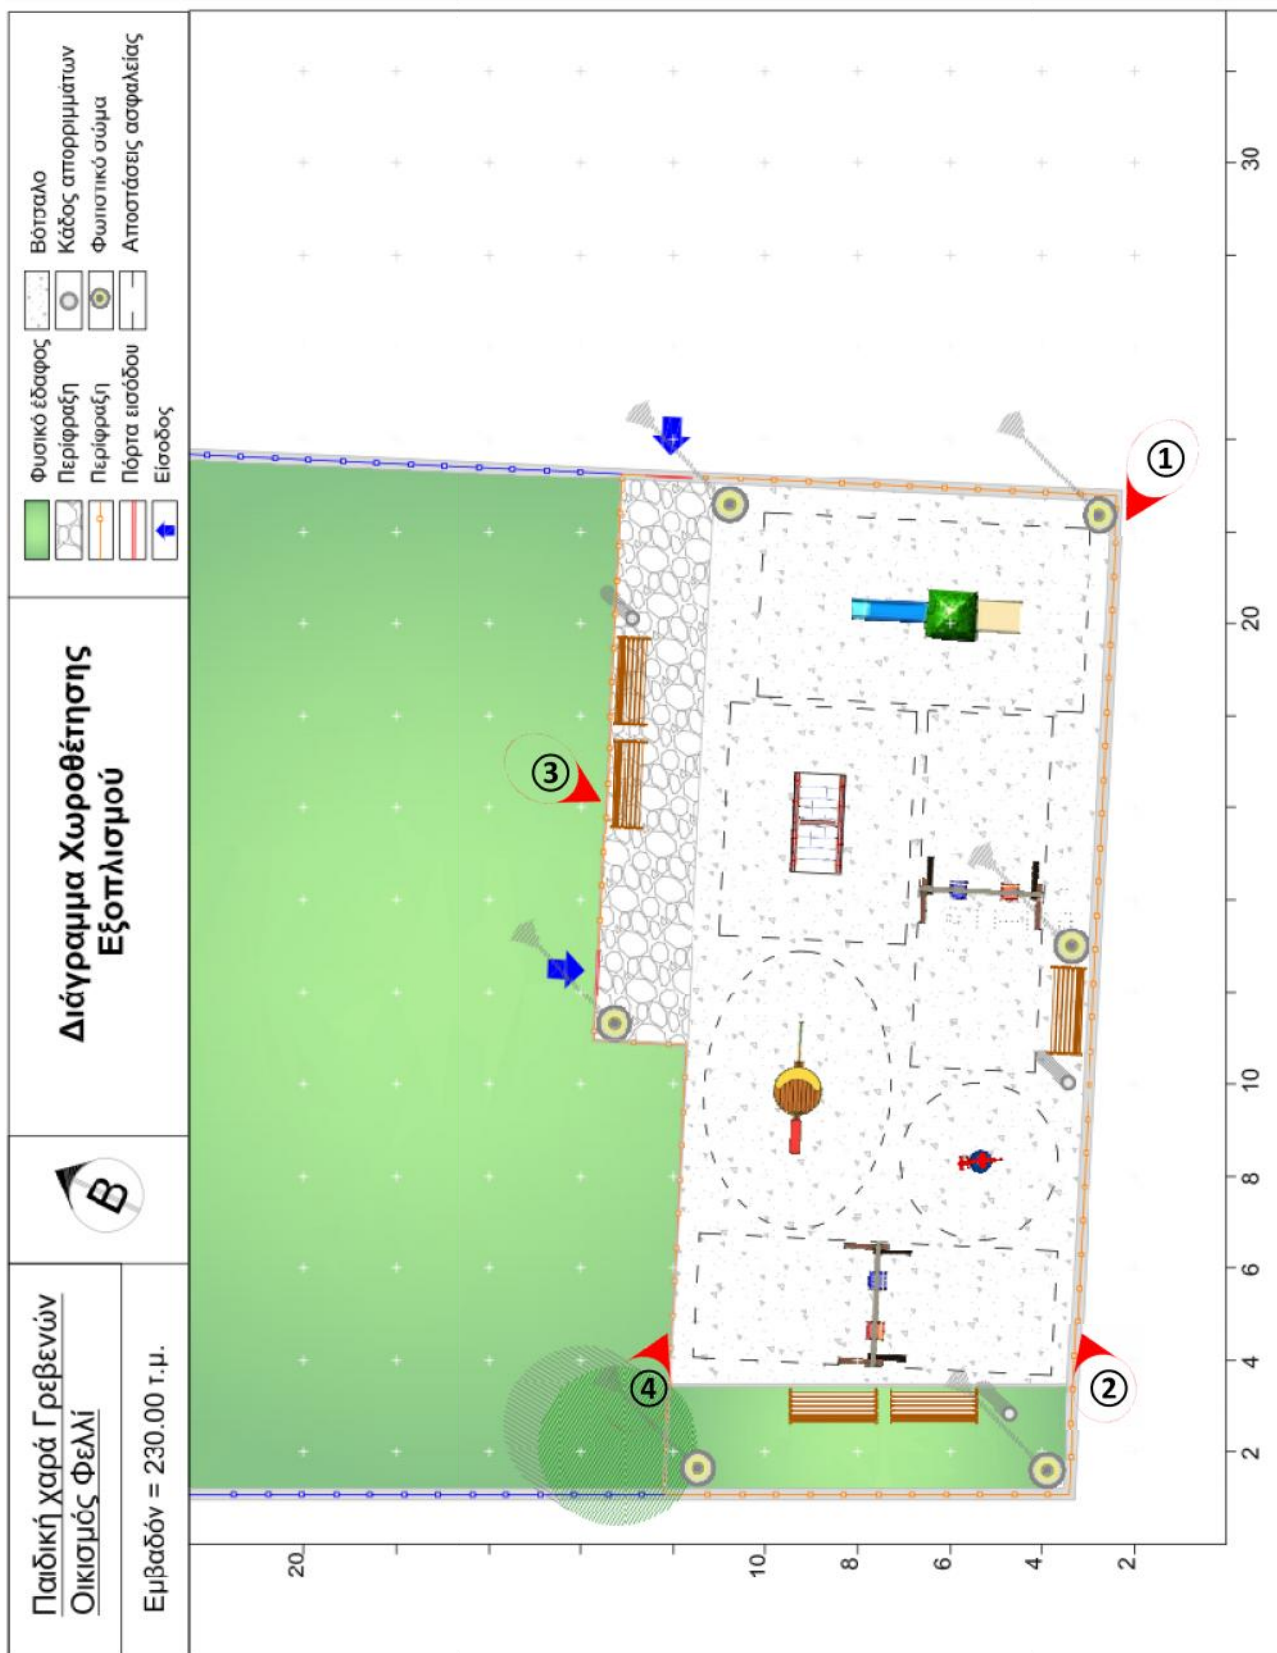 Παιδική χαρά Γρεβενών
Οικισμός Φελλί
Εμβαδόν = 230.00 τ.μ.
Β
Διάγραμμα Χωροθέτησης
Εξοπλισμού
Φυσικό έδαφος
Περίφραξη
Περίφραξη
Πόρτα εισόδου
Είσοδος
Βότσαλο
Κάδος απορριμμάτων
Φωτιστικό σώμα
Αποστάσεις ασφαλείας
20
10
8
6
4
2
2
4
6
8
10
20
30
①
②
③
④